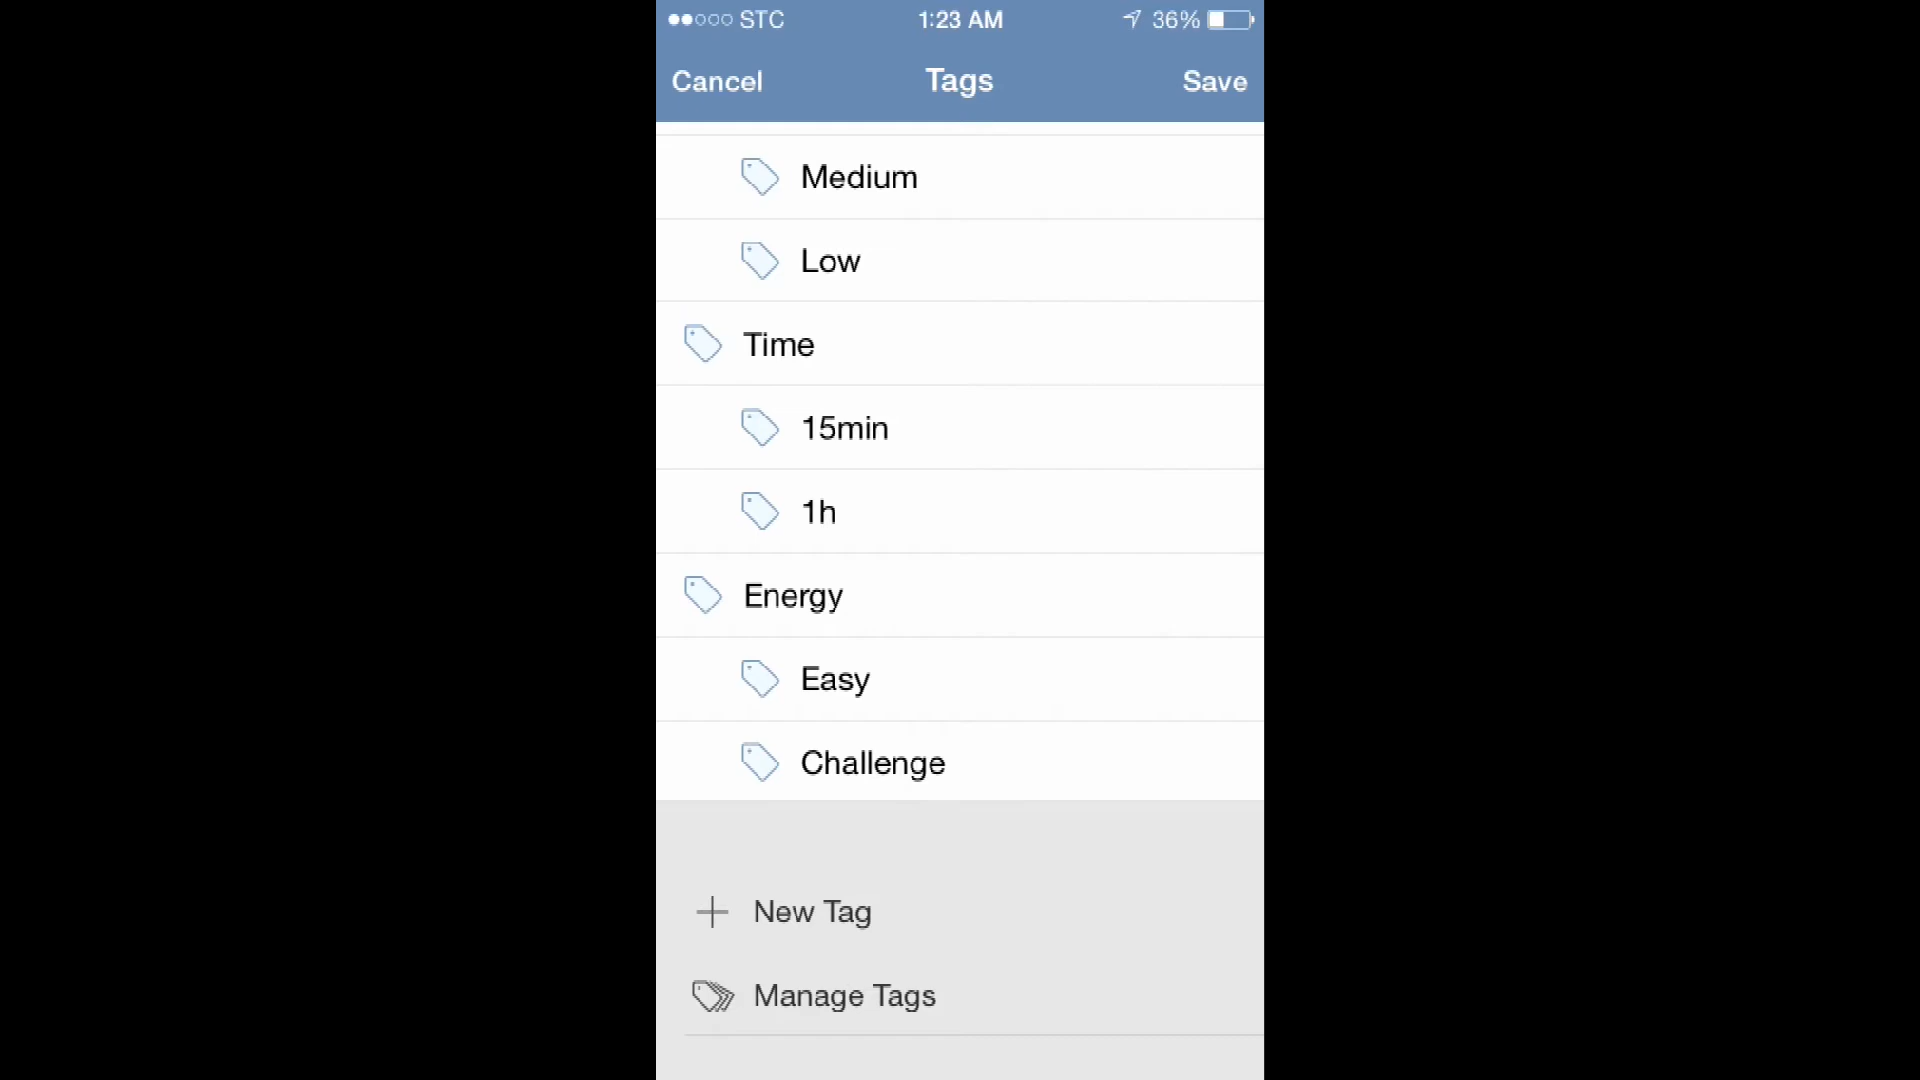 STC 1:23 AM 36%
Cancel Tags Save
Medium
Low
Time
15min
1h
Energy
Easy
Challenge
New Tag
Manage Tags